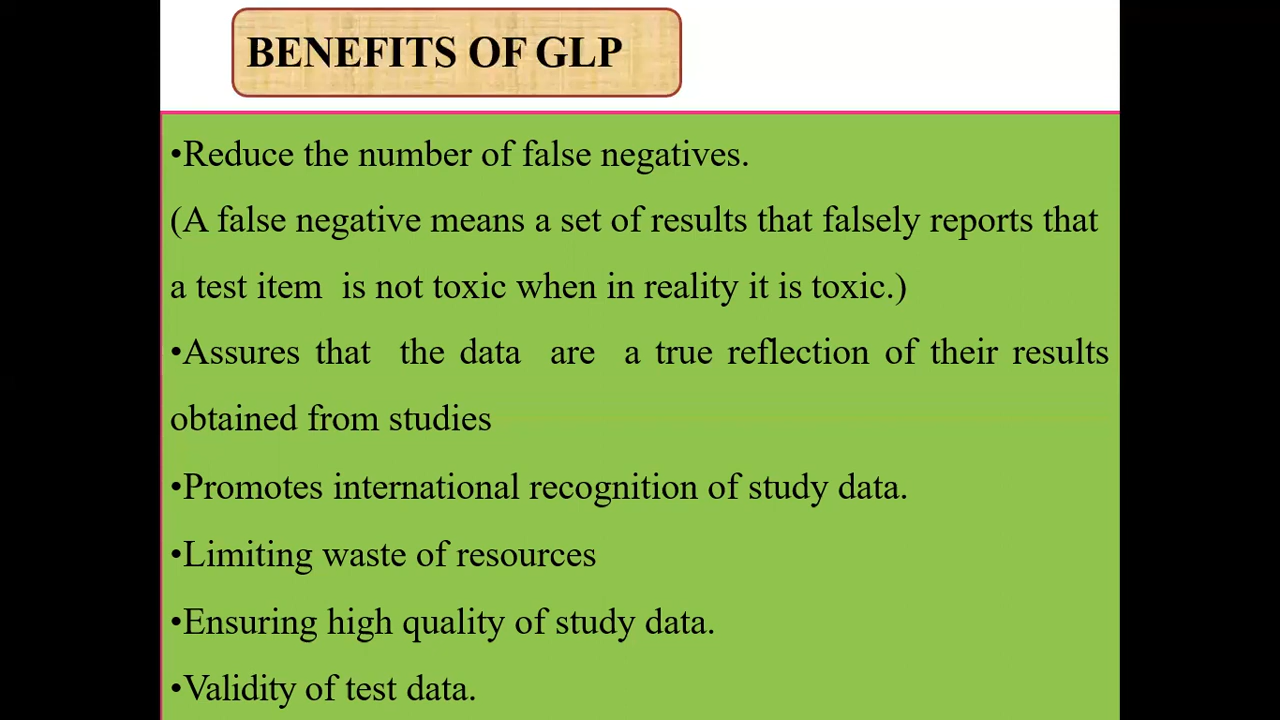 BENEFITS OF GLP
•Reduce the number of false negatives.
(A false negative means a set of results that falsely reports that
a test item is not toxic when in reality it is toxic.)
•Assures that the data are a true reflection of their results
obtained from studies
•Promotes international recognition of study data.
•Limiting waste of resources
•Ensuring high quality of study data.
•Validity of test data.